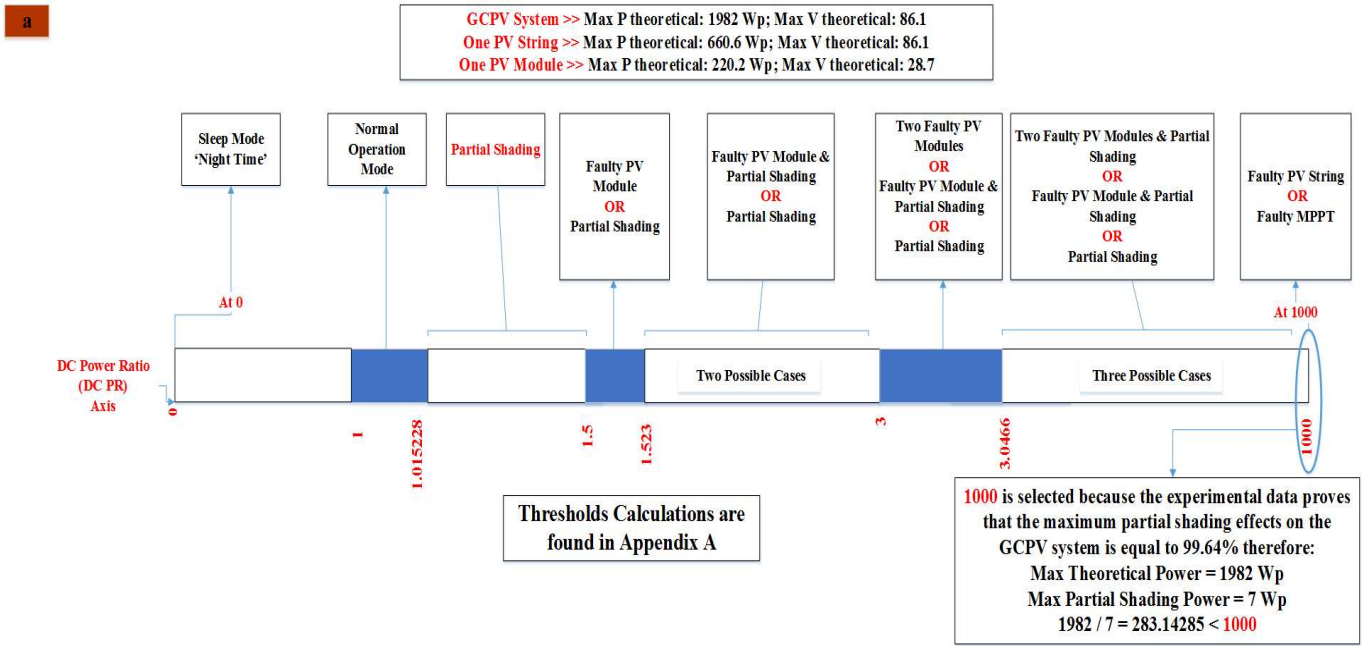 a
GCPV System >> Max P theoretical: 1982 Wp; Max V theoretical: 86.1
One PV String >> Max P theoretical: 660.6 Wp; Max V theoretical: 86.1
One PV Module >> Max P theoretical: 220.2 Wp; Max V theoretical: 28.7
Sleep Mode
‘Night Time’
Normal
Operation
Mode
Partial Shading
Faulty PV
Module
OR
Partial Shading
Faulty PV Module &
Partial Shading
OR
Partial Shading
Two Faulty PV
Modules
OR
Faulty PV Module &
Partial Shading
OR
Partial Shading
Two Faulty PV Modules & Partial
Shading
OR
Faulty PV Module & Partial
Shading
OR
Partial Shading
Faulty PV String
OR
Faulty MPPT
At 0
At 1000
DC Power Ratio
(DC PR)
Axis
Two Possible Cases
Three Possible Cases
0
1
1.015228
1.5
1.523
3
3.0466
1000
Thresholds Calculations are
found in Appendix A
1000 is selected because the experimental data proves
that the maximum partial shading effects on the
GCPV system is equal to 99.64% therefore:
Max Theoretical Power = 1982 Wp
Max Partial Shading Power = 7 Wp
1982 / 7 = 283.14285 < 1000